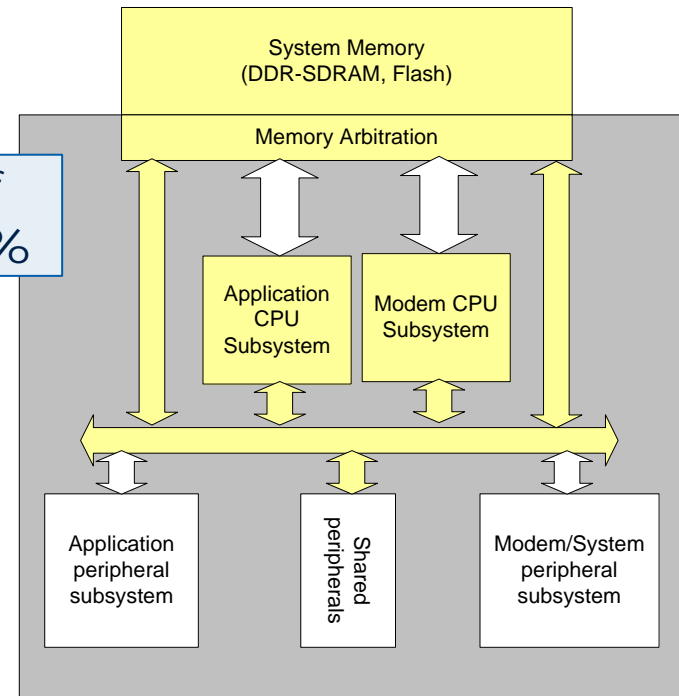 System Memory
(DDR-SDRAM, Flash)
Memory Arbitration
%
Application
CPU
Subsystem
Modem CPU
Subsystem
Application
peripheral
subsystem
Shared
peripherals
Modem/System
peripheral
subsystem